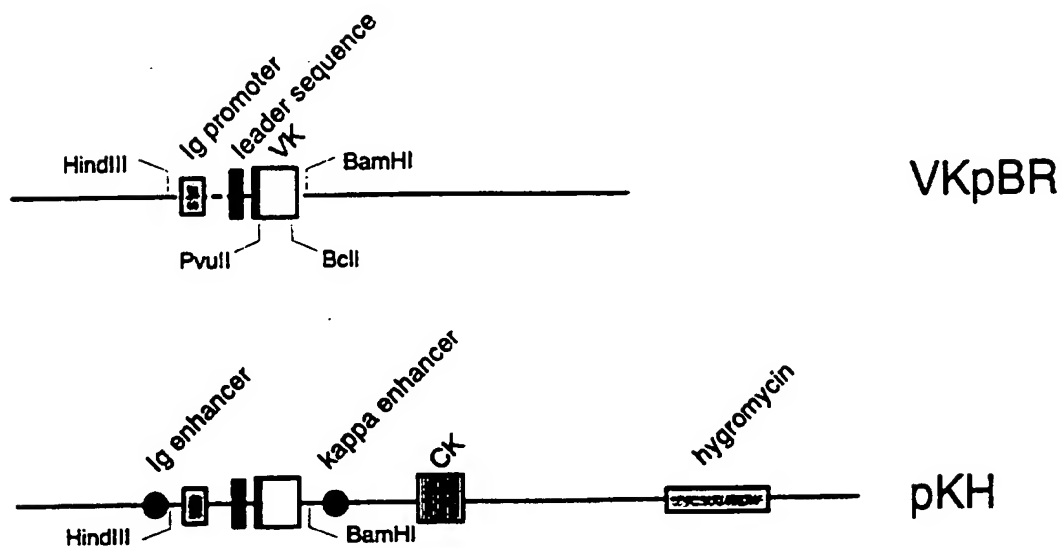 Ig promoter
leader sequence
VK
HindIII
BamHI
VKpBR
PvuII
BclI
Ig enhancer
kappa enhancer
CK
hygromycin
pKH
HindIII
BamHI